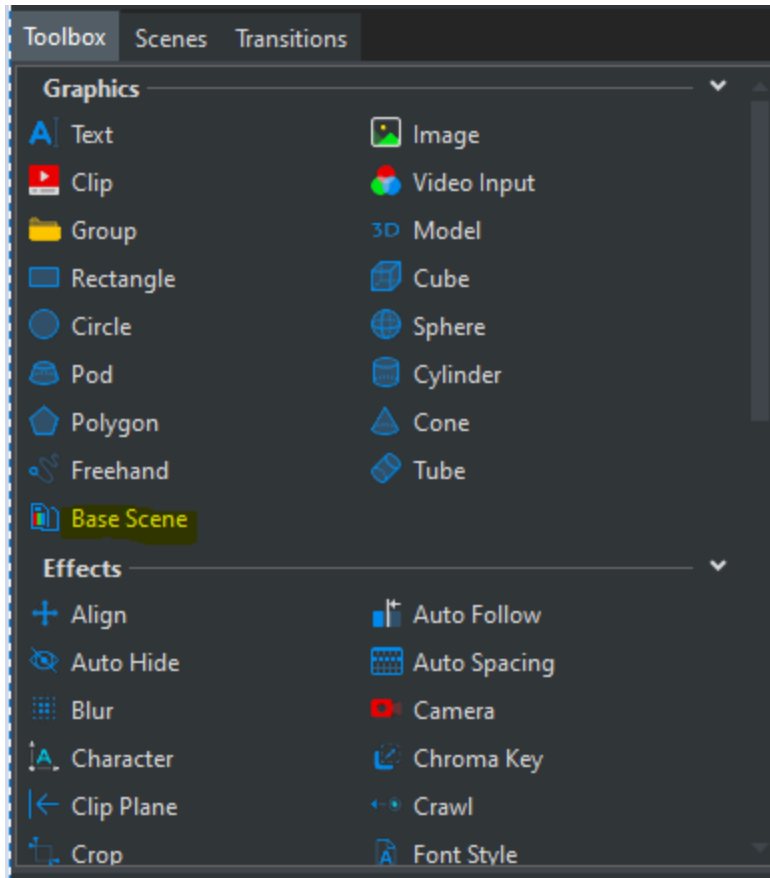 Toolbox Scenes Transitions
Graphics
Text Image
Clip Video Input
Group 3D Model
Rectangle Cube
Circle Sphere
Pod Cylinder
Polygon Cone
Freehand Tube
Base Scene
Effects
Align Auto Follow
Auto Hide Auto Spacing
Blur Camera
Character Chroma Key
Clip Plane Crawl
Crop Font Style